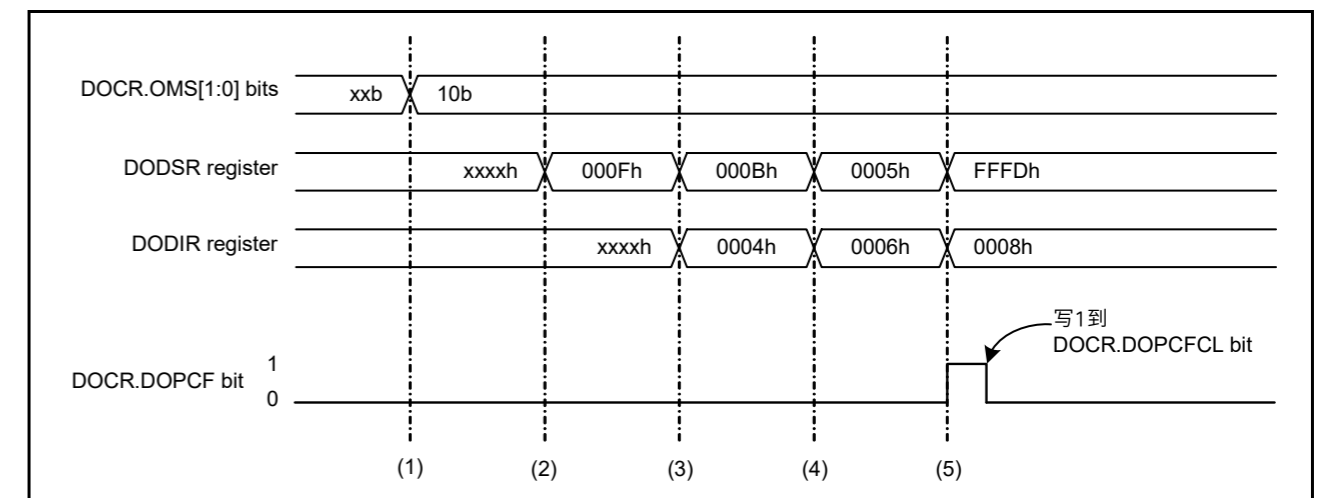 DOCR.OMS[1:0] bits xxb 10b
DODSR register xxxxh 000Fh 000Bh 0005h FFFDh
DODIR register xxxxh 0004h 0006h 0008h
写1到
DOCR.DOPCFCL bit
1
DOCR.DOPCF bit
0
(1) (2) (3) (4) (5)